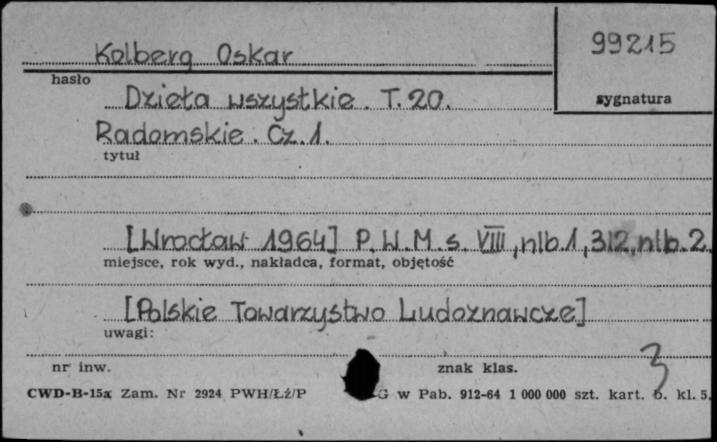 Kolberg Oskar
99215
hasło
sygnatura
Dzieła wszystkie. T. 20.
Radomskie. Cz. 1.
tytuł
[Wrocław 1964] P.W.M. s. VIII, nlb. 1, 312, nlb. 2.
miejsce, rok wyd., nakładca, format, objętość
[Polskie Towarzystwo Ludoznawcze]
uwagi:
nr inw.
znak klas.
3
CWD-B-15a Zam. Nr 2924 PWH/Łź/P G w Pab. 912-64 1 000 000 szt. kart. kl. 5.